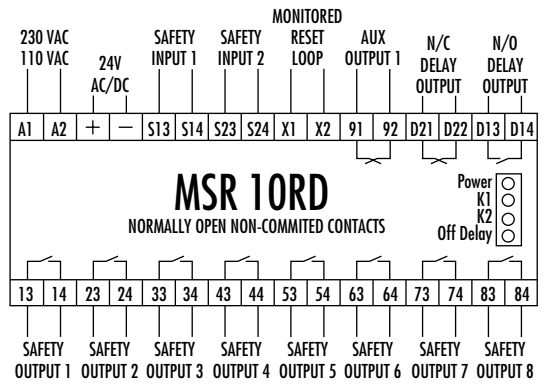 MONITORED
230 VAC SAFETY SAFETY RESET AUX N/C N/O
110 VAC 24V INPUT 1 INPUT 2 LOOP OUTPUT 1 DELAY DELAY
AC/DC OUTPUT OUTPUT
A1 A2 + − S13 S14 S23 S24 X1 X2 91 92 D21 D22 D13 D14
MSR 10RD
NORMALLY OPEN NON-COMMITED CONTACTS
Power
K1
K2
Off Delay
13 14 23 24 33 34 43 44 53 54 63 64 73 74 83 84
SAFETY SAFETY SAFETY SAFETY SAFETY SAFETY SAFETY SAFETY
OUTPUT 1 OUTPUT 2 OUTPUT 3 OUTPUT 4 OUTPUT 5 OUTPUT 6 OUTPUT 7 OUTPUT 8